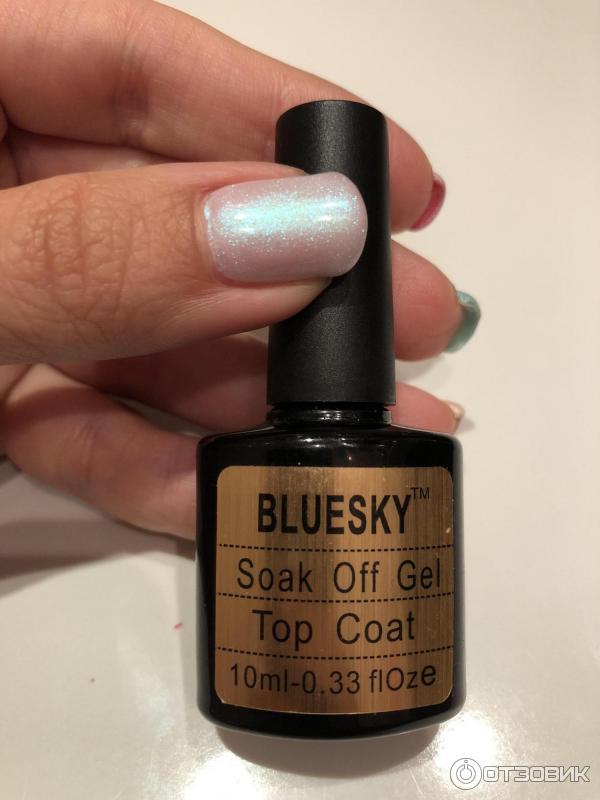 BLUESKY™
Soak Off Gel
Top Coat
10ml-0.33 flOze
ОТЗОВИК